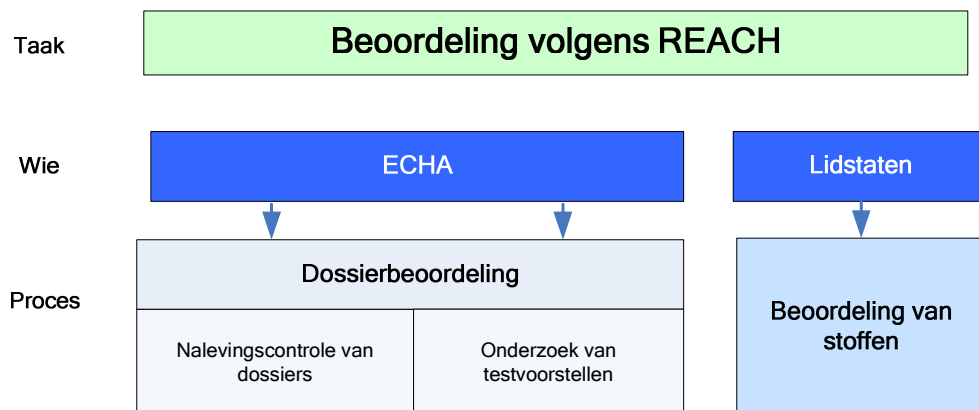 Taak
Beoordeling volgens REACH
Wie
ECHA
Lidstaten
Proces
Dossierbeoordeling
Nalevingscontrole van
dossiers
Onderzoek van
testvoorstellen
Beoordeling van
stoffen